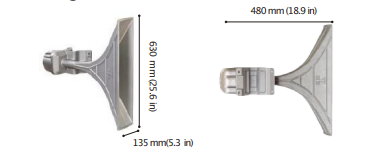 480 mm (18.9 in)
630 mm (25.6 in)
135 mm(5.3 in)